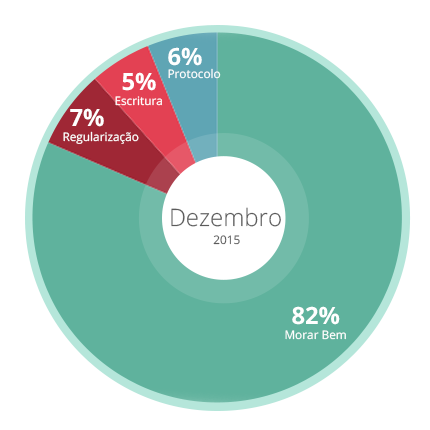 6%
Protocolo
5%
Escritura
7%
Regularização
Dezembro
2015
82%
Morar Bem